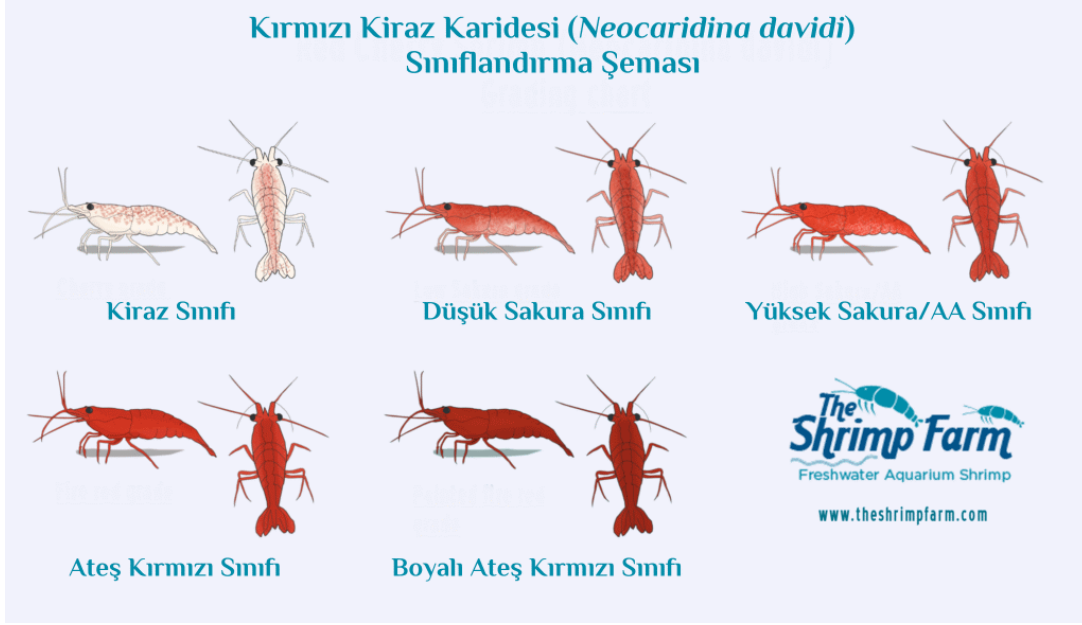 Kırmızı Kiraz Karidesi (Neocaridina davidi)
Sınıflandırma Şeması
Kiraz Sınıfı
Düşük Sakura Sınıfı
Yüksek Sakura/AA Sınıfı
Ateş Kırmızı Sınıfı
Boyalı Ateş Kırmızı Sınıfı
The
Shrimp Farm
Freshwater Aquarium Shrimp
www.theshrimpfarm.com